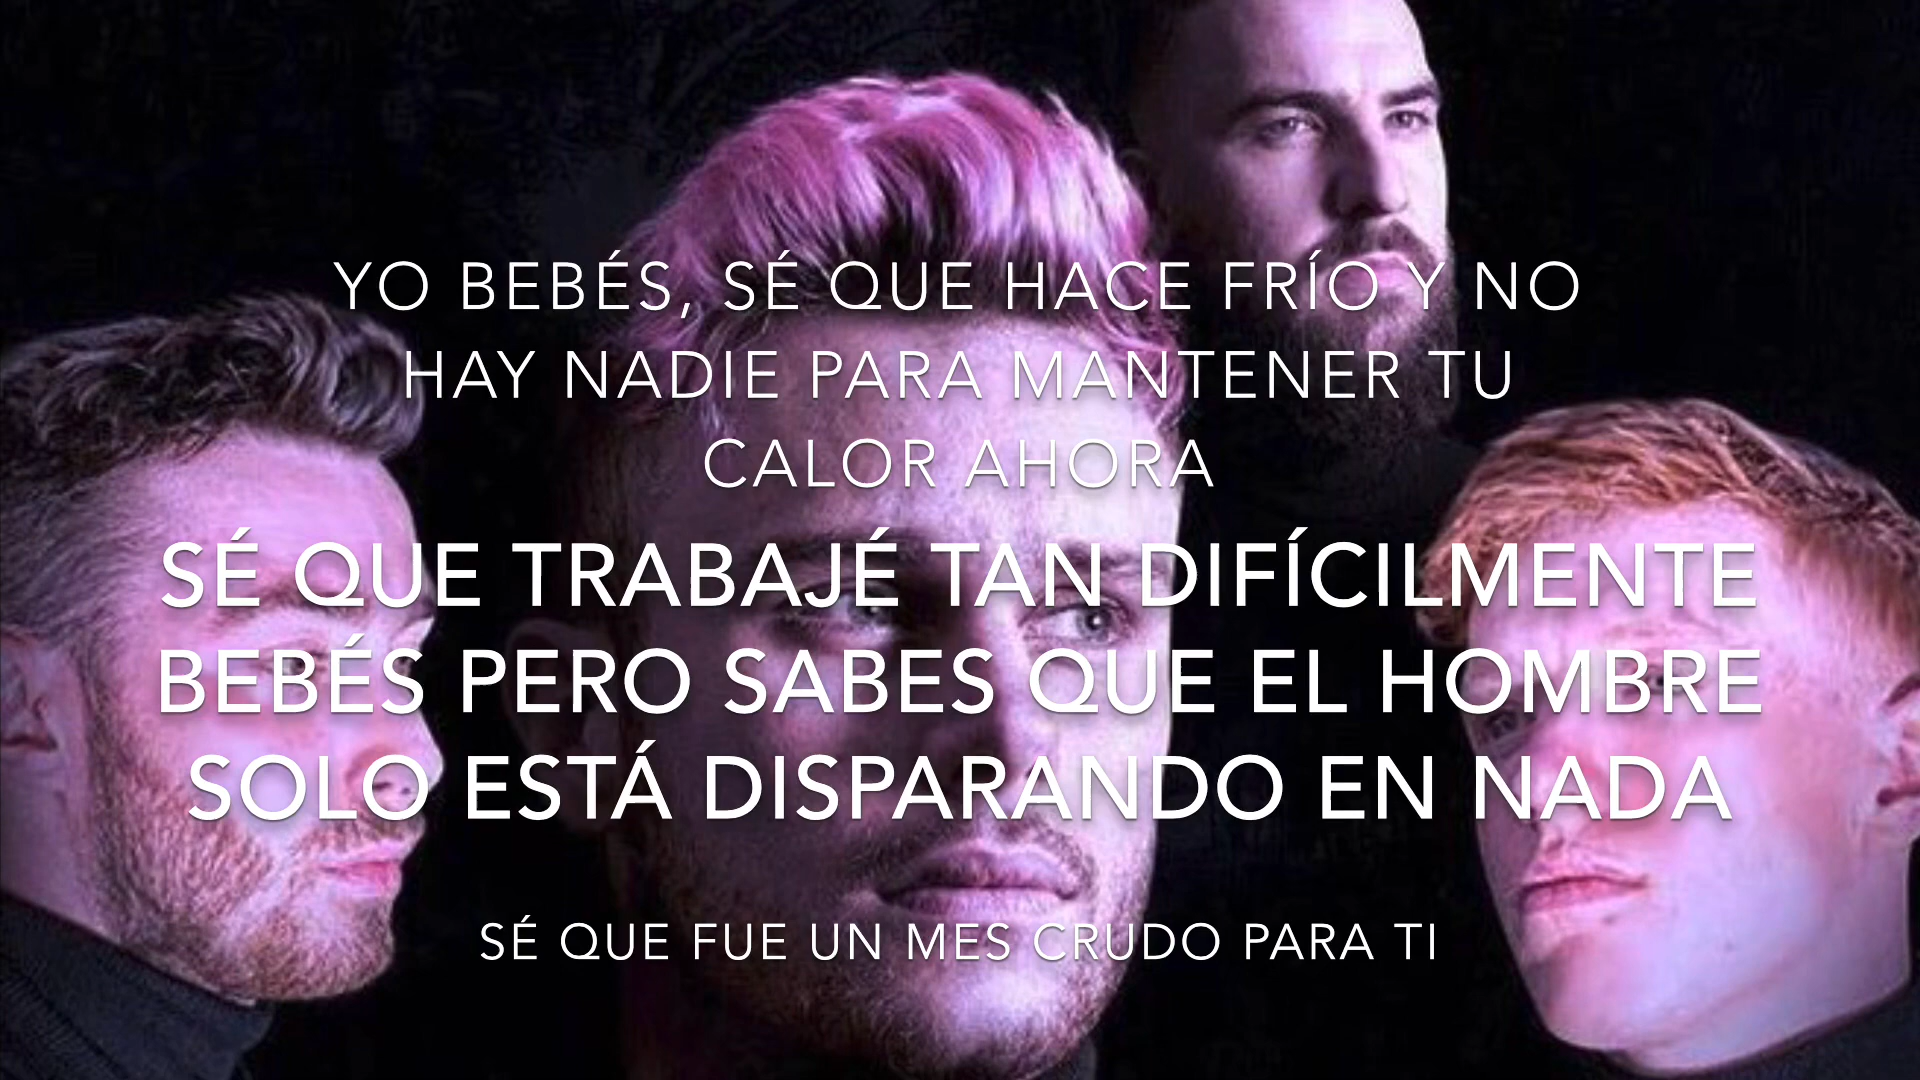 YO BEBÉS, SÉ QUE HACE FRÍO Y NO
HAY NADIE PARA MANTENER TU
CALOR AHORA
SÉ QUE TRABAJÉ TAN DIFÍCILMENTE
BEBÉS PERO SABES QUE EL HOMBRE
SOLO ESTÁ DISPARANDO EN NADA
SÉ QUE FUE UN MES CRUDO PARA TI